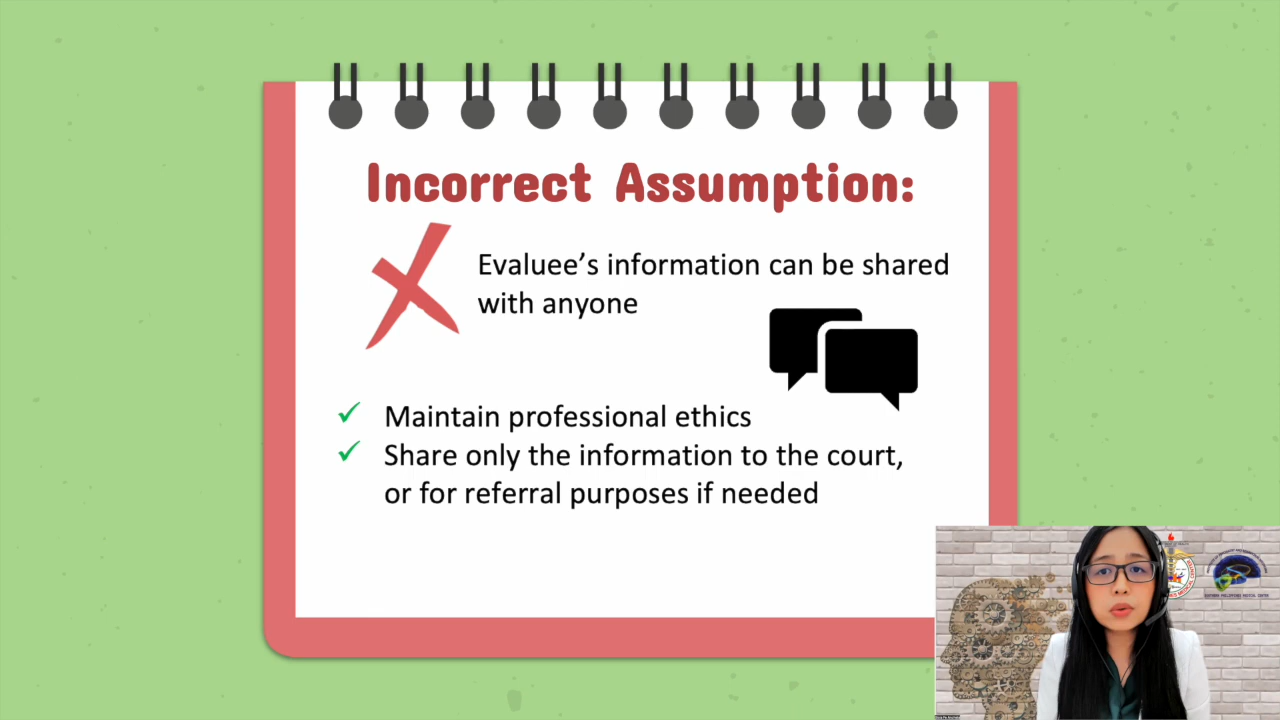 Incorrect Assumption:
Evaluee’s information can be shared
with anyone
✓ Maintain professional ethics
✓ Share only the information to the court,
or for referral purposes if needed